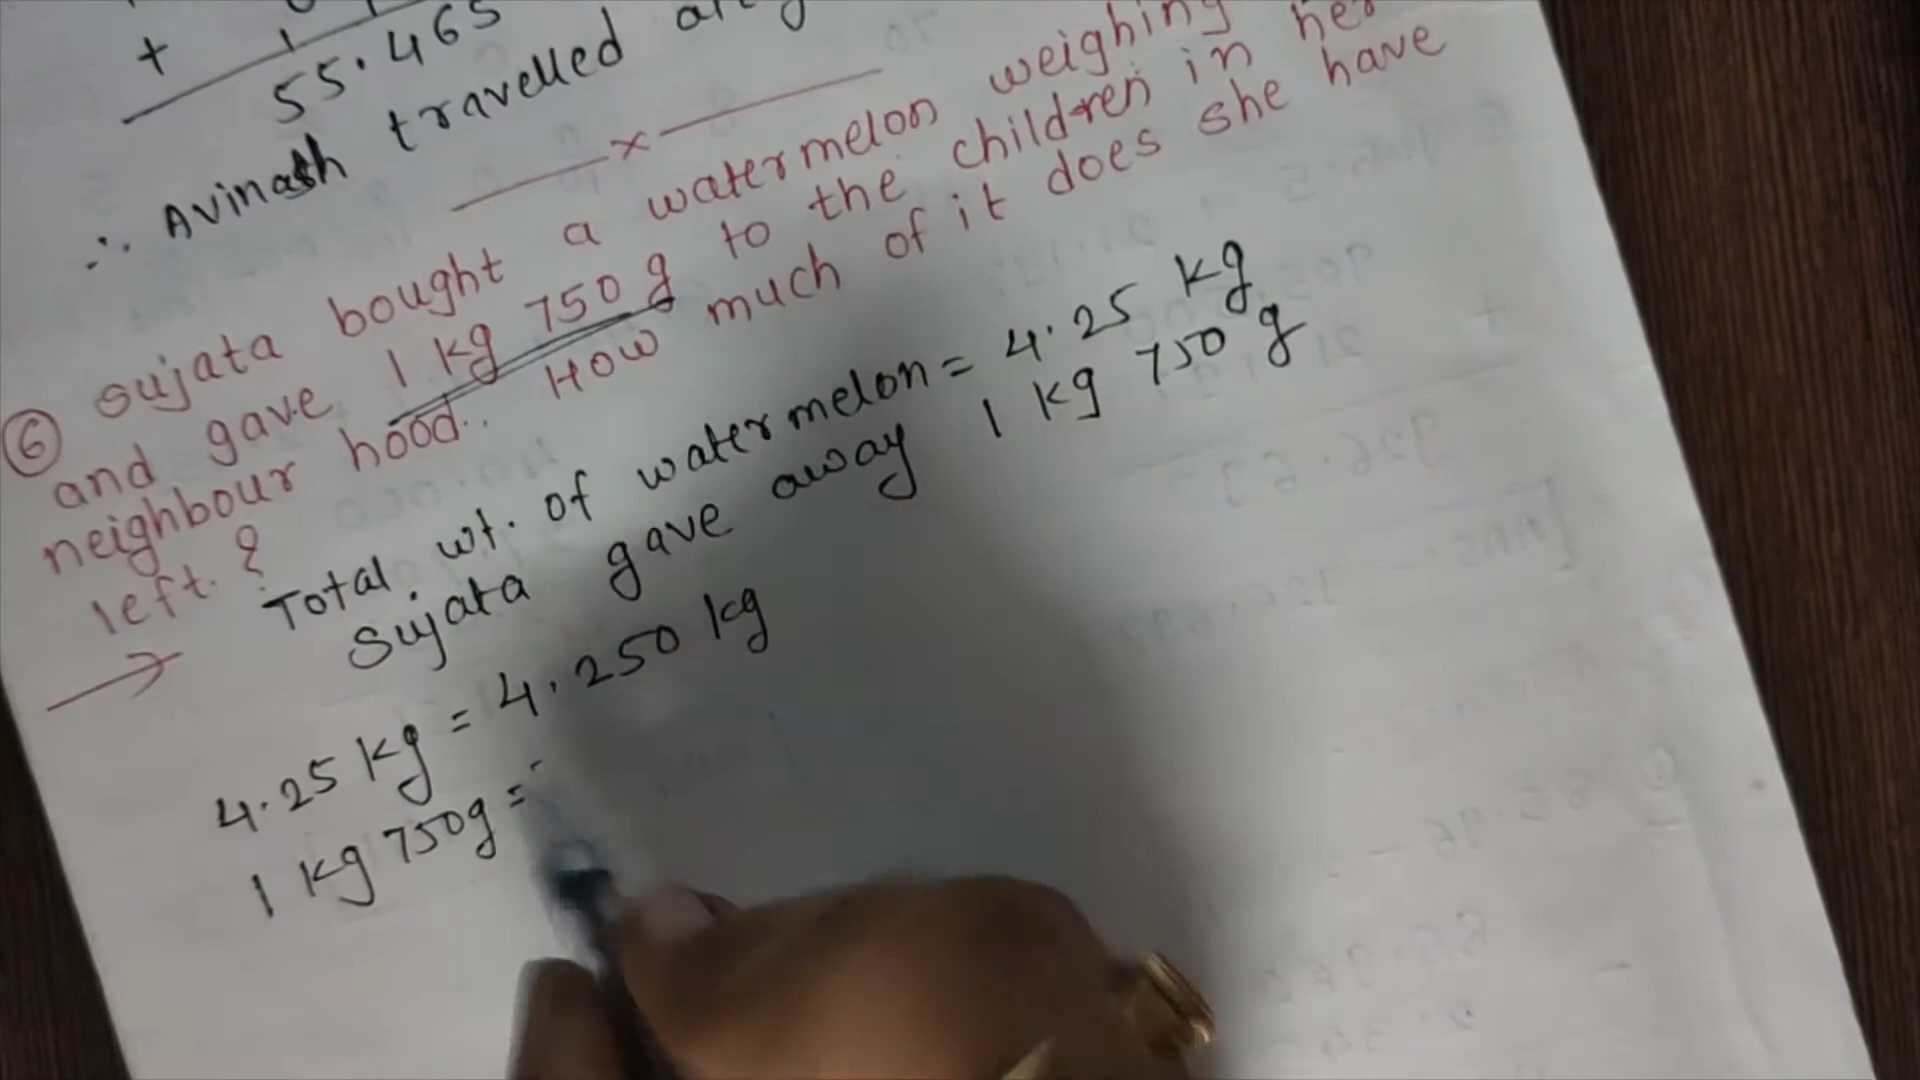 +
55.465
∴ Avinash travelled
x
⑥ Sujata bought a watermelon weighing
and gave 1 kg 750 g to the children in her
neighbour hood. How much of it does she have
left. ?
→ Total. wt. of watermelon = 4.25 kg
Sujata gave away 1 kg 750 g
4.25 kg = 4.250 kg
1 kg 750g =